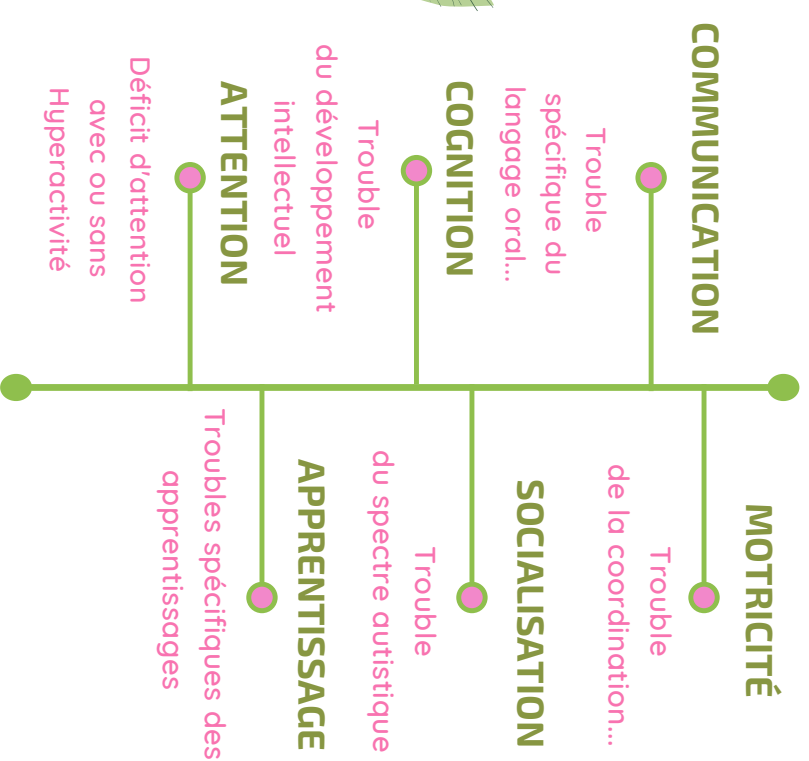 MOTRICITÉ
Trouble
de la coordination...
COMMUNICATION
Trouble
spécifique du
langage oral...
SOCIALISATION
Trouble
du spectre autistique
COGNITION
Trouble
du développement
intellectuel
APPRENTISSAGE
Troubles spécifiques des
apprentissages
ATTENTION
Déficit d'attention
avec ou sans
Hyperactivité